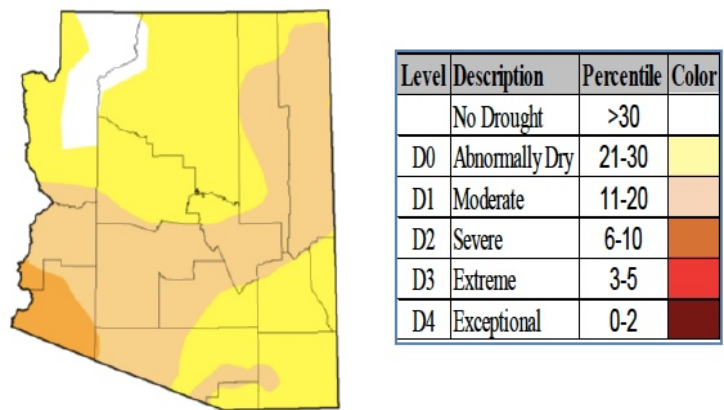 Level Description Percentile Color
No Drought >30
D0 Abnormally Dry 21-30
D1 Moderate 11-20
D2 Severe 6-10
D3 Extreme 3-5
D4 Exceptional 0-2